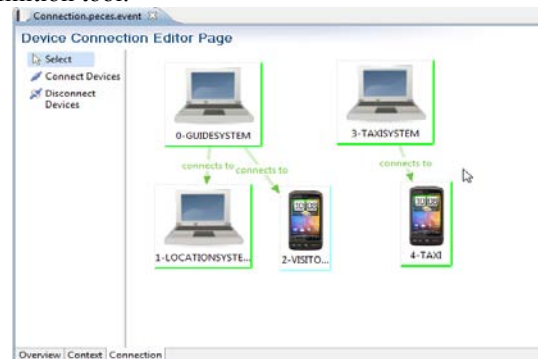 Connection.peces.event
Device Connection Editor Page
Select
Connect Devices
Disconnect
Devices
0-GUIDESYSTEM
3-TAXISYSTEM
connects to
connects to
connects to
1-LOCATIONSYSTE...
2-VISITO...
4-TAXI
Overview
Context
Connection